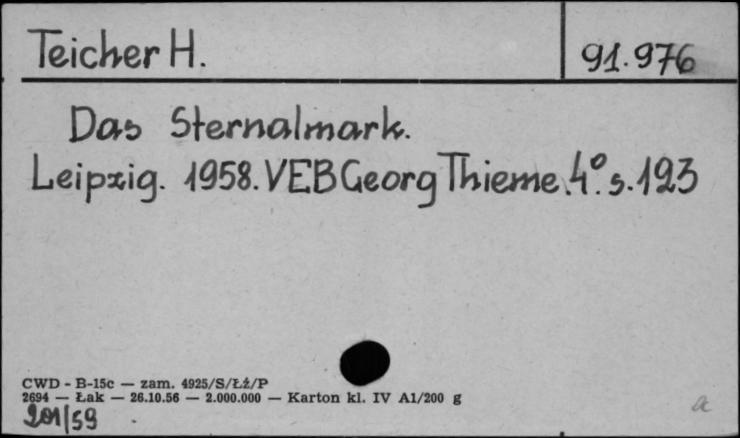 Teicher H.
91.976
Das Sternalmark.
Leipzig. 1958. VEB Georg Thieme. 4° s. 123
CWD - B-15c — zam. 4925/S/Łż/P
2694 — Łak — 26.10.56 — 2.000.000 — Karton kl. IV A1/200 g
201/59
a